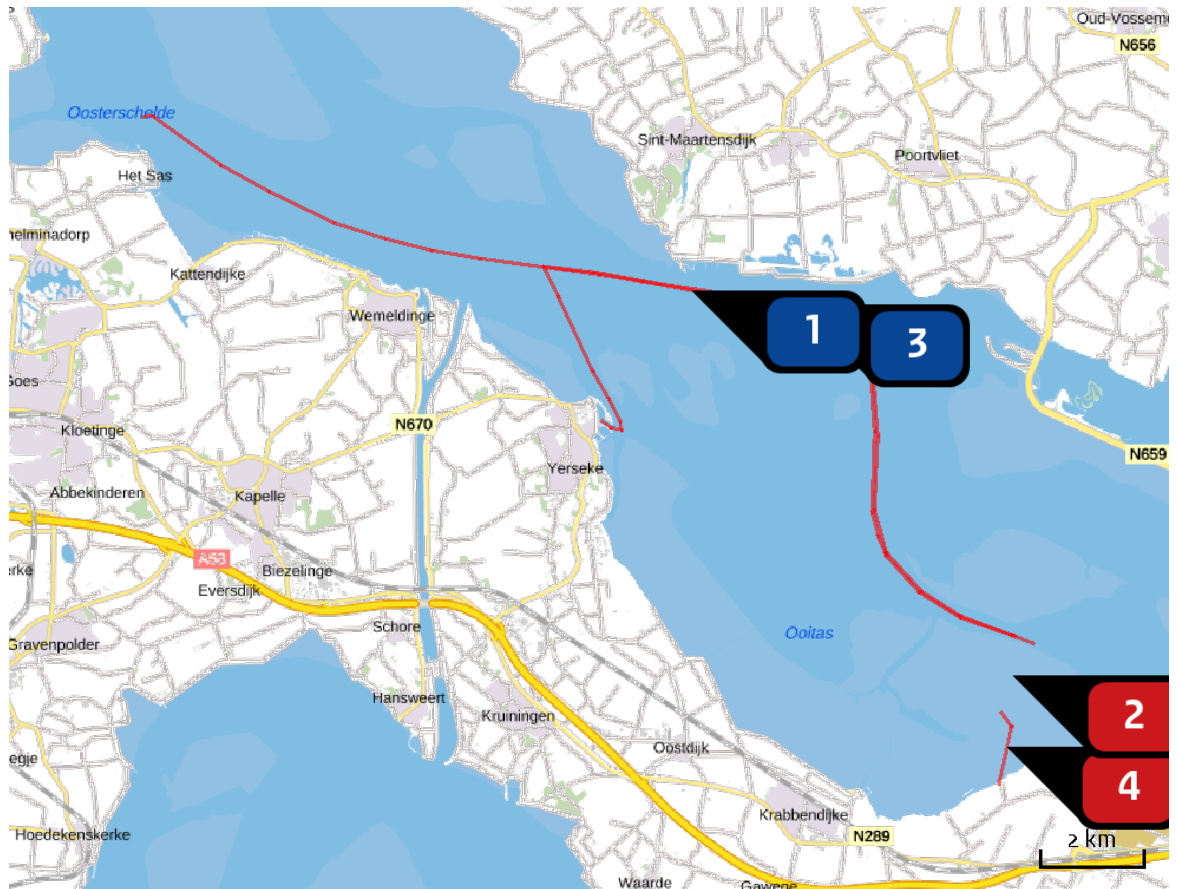 Oud-Vossem
N656
Oosterschelde
Sint-Maartensdijk
Poortvliet
Het Sas
helminadorp
Kattendijke
Wemeldinge
1
3
Goes
N670
Kloetinge
N659
Yerseke
Abbekinderen
Kapelle
A58
erke
Biezelinge
Eversdijk
Schore
Ooitas
Gravenpolder
Hansweert
2
Kruiningen
Oostdijk
egje
4
Krabbendijke
Hoedekenskerke
N289
2 km
Waarde
Gawege